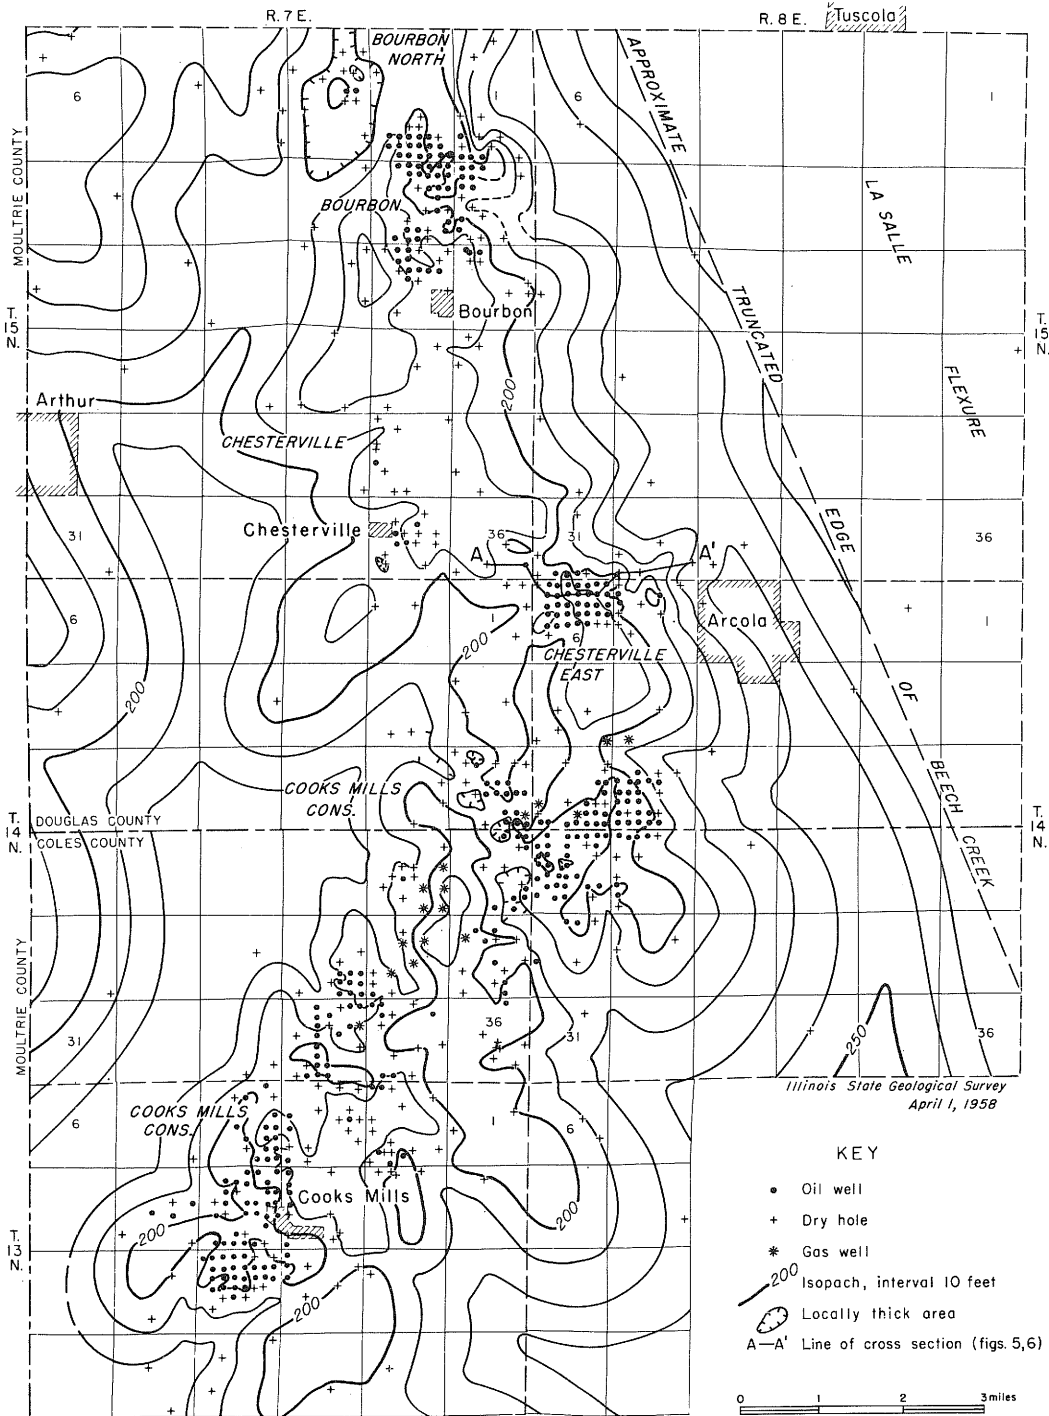 R. 7 E.
R. 8 E.
Tuscola
BOURBON
NORTH
APPROXIMATE
6
1
6
1
MOULTRIE COUNTY
BOURBON
LA SALLE
T.
15
N.
Bourbon
TRUNCATED
T.
15
N.
200
FLEXURE
Arthur
CHESTERVILLE
EDGE
31
Chesterville
36
31
36
A
A'
6
1
6
Arcola
1
200
CHESTERVILLE
EAST
OF
200
COOKS MILLS
CONS.
BEECH CREEK
T.
14
N.
DOUGLAS COUNTY
COLES COUNTY
T.
14
N.
MOULTRIE COUNTY
31
36
31
250
36
Illinois State Geological Survey
April 1, 1958
COOKS MILLS
CONS.
6
1
6
KEY
Oil well
Cooks Mills
Dry hole
200
200
T.
13
N.
Gas well
200
Isopach, interval 10 feet
200
Locally thick area
A—A' Line of cross section (figs. 5,6)
0 1 2 3 miles